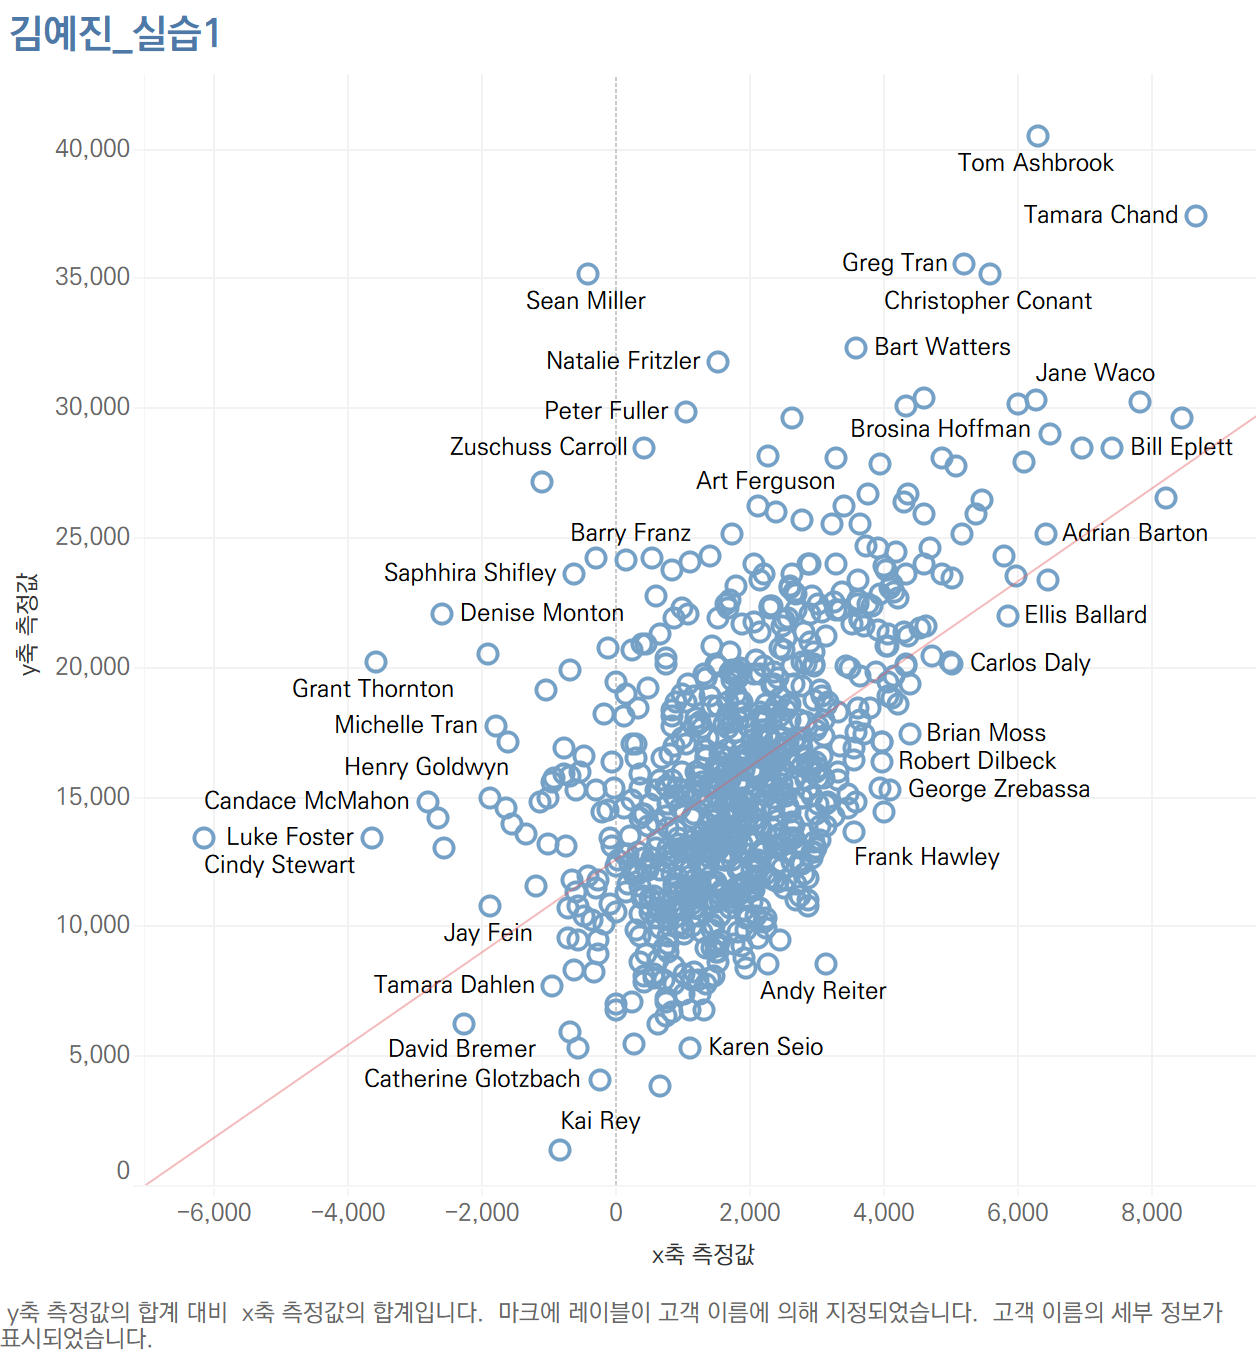 김예진_실습1
40,000
Tom Ashbrook
Tamara Chand
Greg Tran
35,000
Sean Miller
Christopher Conant
Bart Watters
Natalie Fritzler
Jane Waco
30,000
Peter Fuller
Brosina Hoffman
Zuschuss Carroll
Bill Eplett
Art Ferguson
25,000
Barry Franz
Adrian Barton
Saphhira Shifley
Denise Monton
Ellis Ballard
y축 측정값
20,000
Carlos Daly
Grant Thornton
Michelle Tran
Brian Moss
Henry Goldwyn
Robert Dilbeck
George Zrebassa
15,000
Candace McMahon
Luke Foster
Cindy Stewart
Frank Hawley
10,000
Jay Fein
Tamara Dahlen
Andy Reiter
5,000
David Bremer
Karen Seio
Catherine Glotzbach
Kai Rey
0
−6,000 −4,000 −2,000 0 2,000 4,000 6,000 8,000
x축 측정값
y축 측정값의 합계 대비 x축 측정값의 합계입니다. 마크에 레이블이 고객 이름에 의해 지정되었습니다. 고객 이름의 세부 정보가
표시되었습니다.